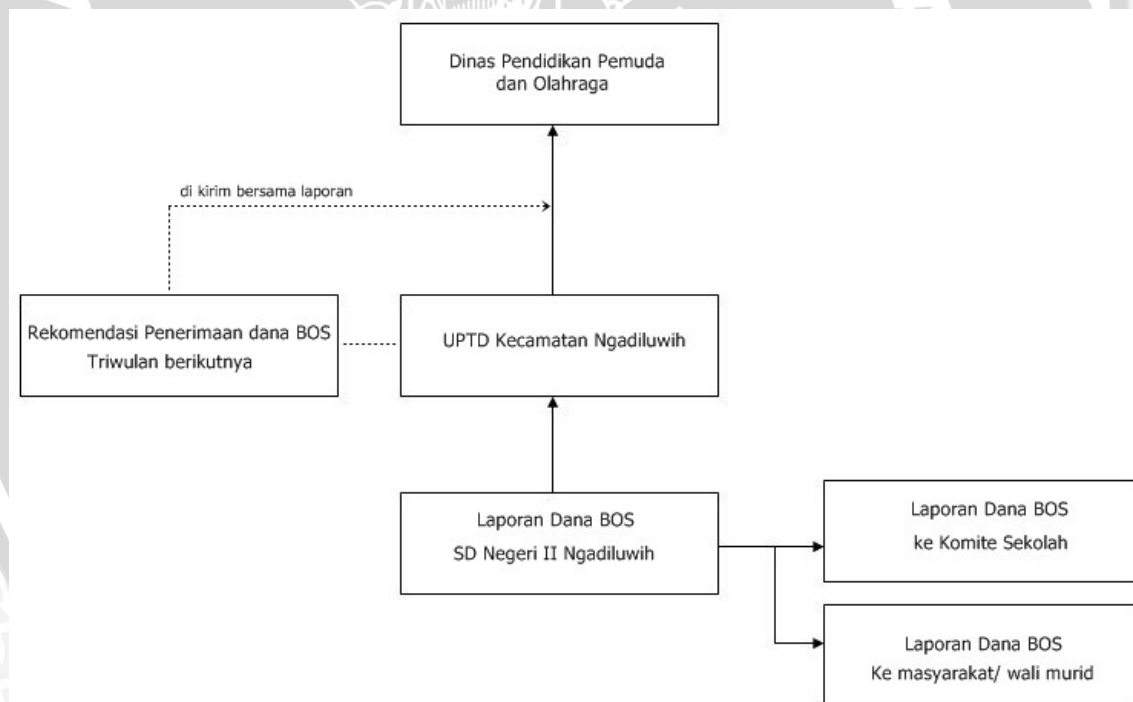 Dinas Pendidikan Pemuda
dan Olahraga
di kirim bersama laporan
Rekomendasi Penerimaan dana BOS
Triwulan berikutnya
UPTD Kecamatan Ngadiluwih
Laporan Dana BOS
SD Negeri II Ngadiluwih
Laporan Dana BOS
ke Komite Sekolah
Laporan Dana BOS
Ke masyarakat/ wali murid